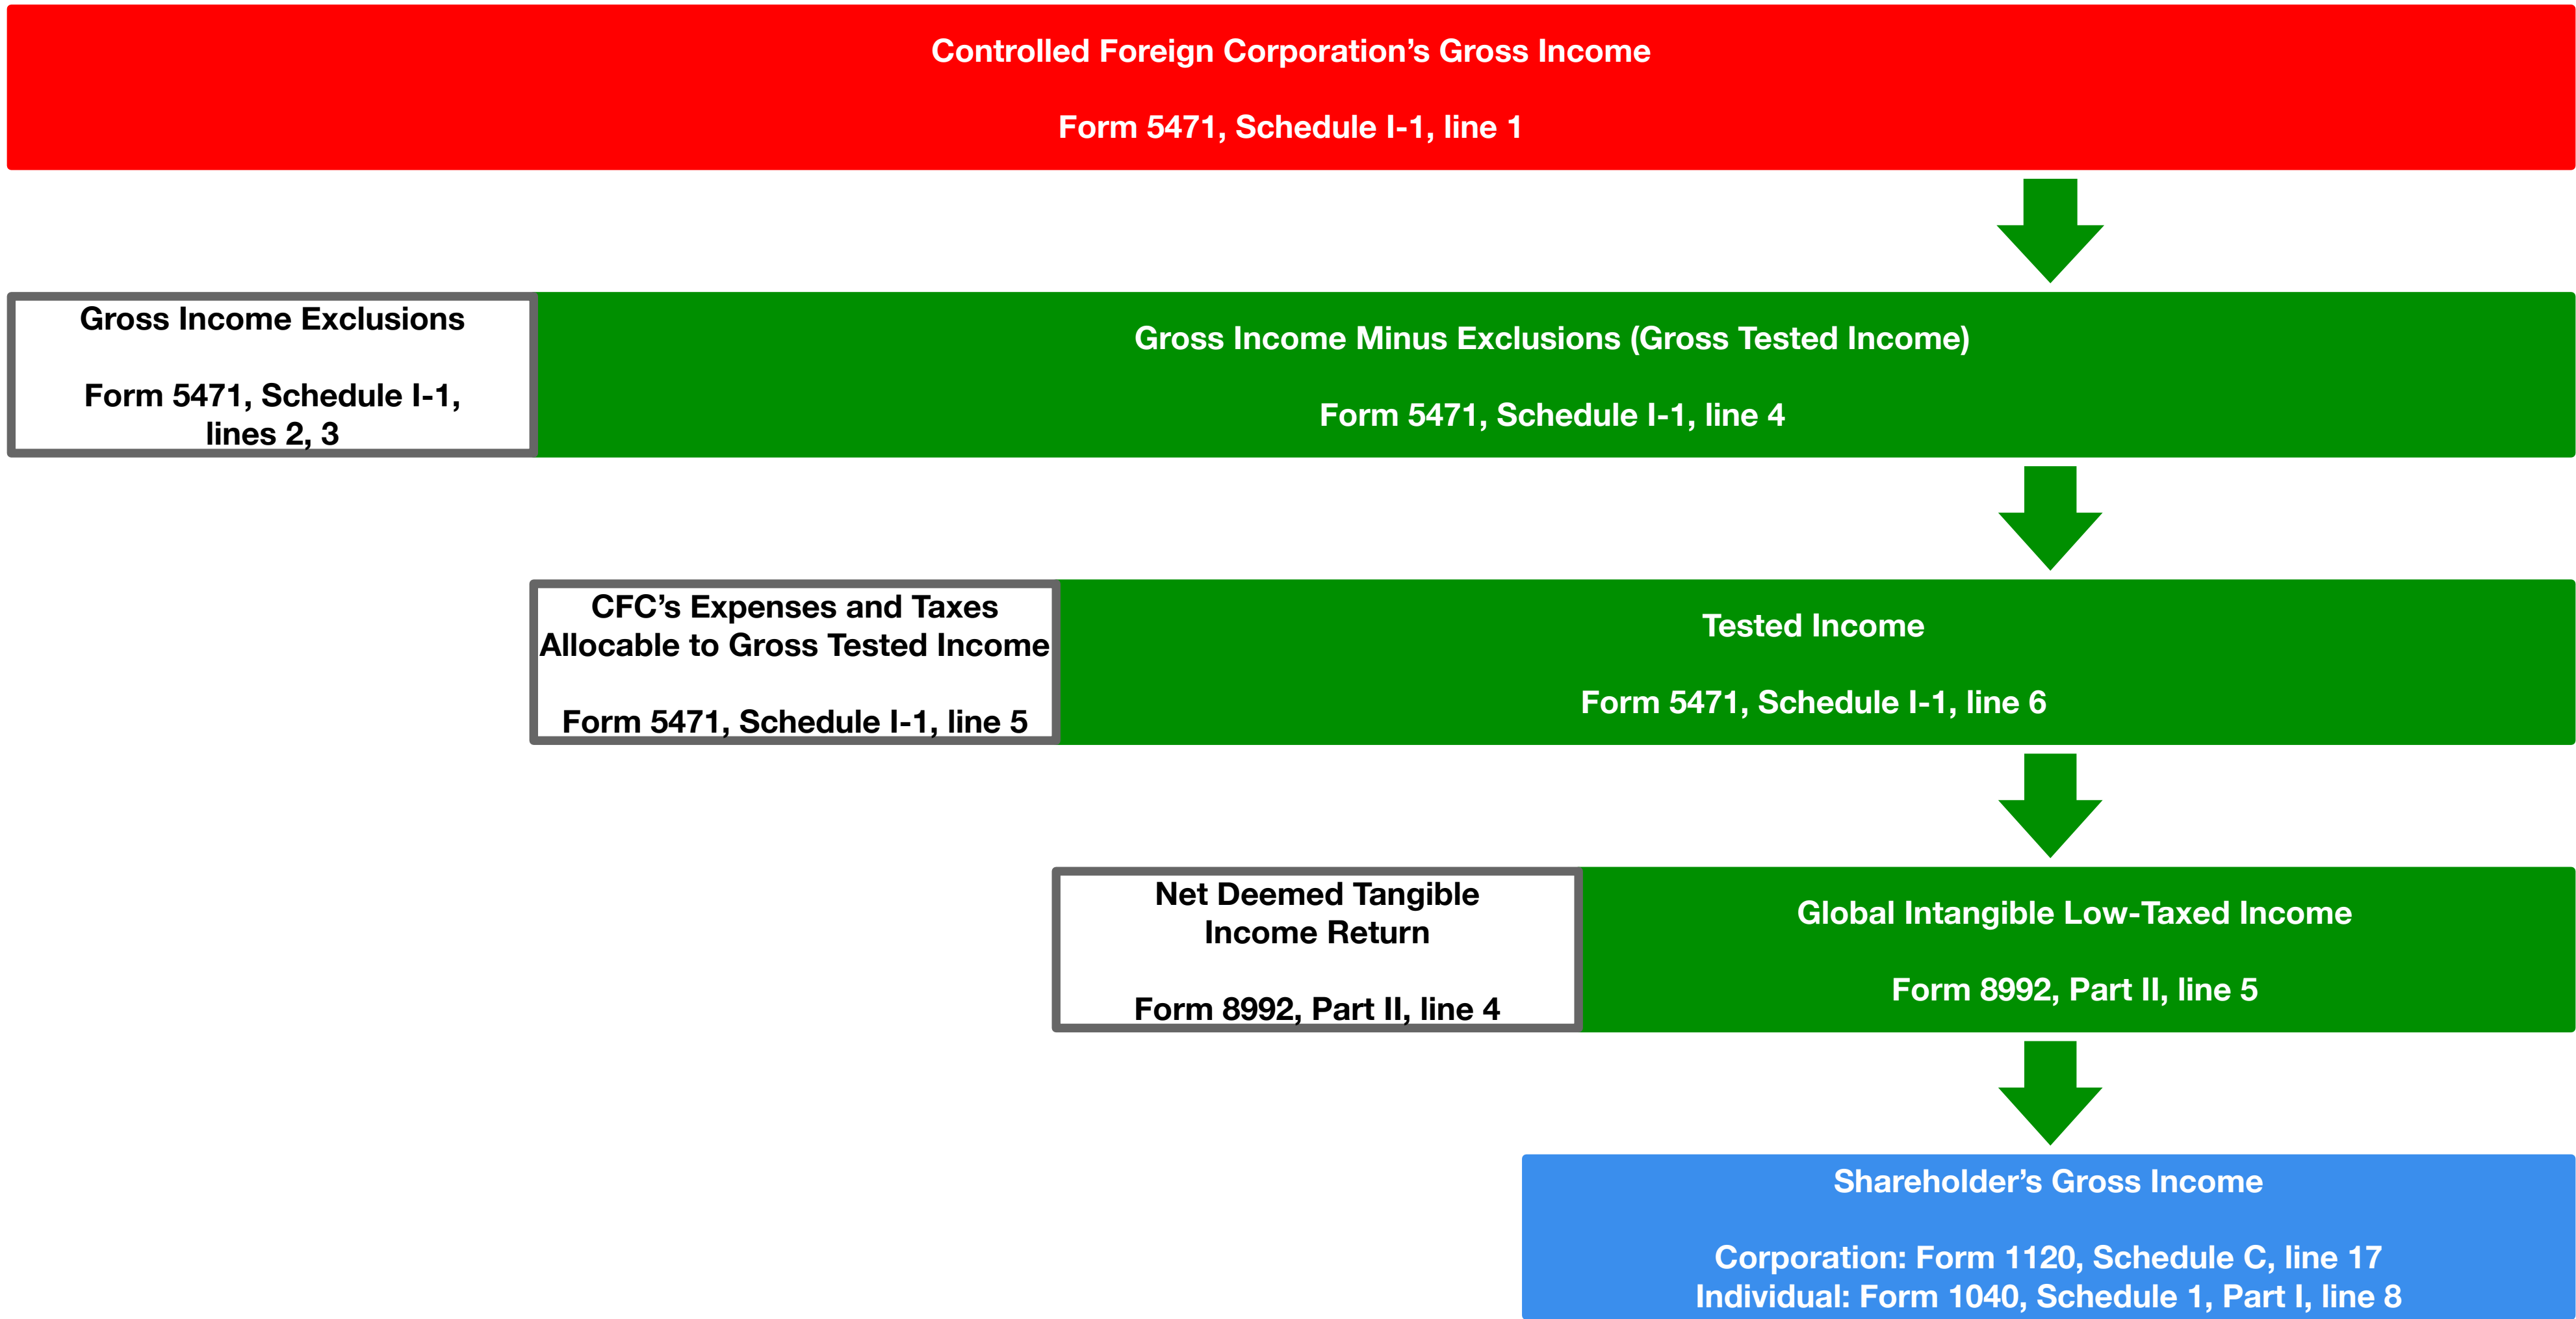 Controlled Foreign Corporation’s Gross Income
Form 5471, Schedule I-1, line 1
Gross Income Exclusions
Form 5471, Schedule I-1,
lines 2, 3
Gross Income Minus Exclusions (Gross Tested Income)
Form 5471, Schedule I-1, line 4
CFC’s Expenses and Taxes
Allocable to Gross Tested Income
Form 5471, Schedule I-1, line 5
Tested Income
Form 5471, Schedule I-1, line 6
Net Deemed Tangible
Income Return
Form 8992, Part II, line 4
Global Intangible Low-Taxed Income
Form 8992, Part II, line 5
Shareholder’s Gross Income
Corporation: Form 1120, Schedule C, line 17
Individual: Form 1040, Schedule 1, Part I, line 8